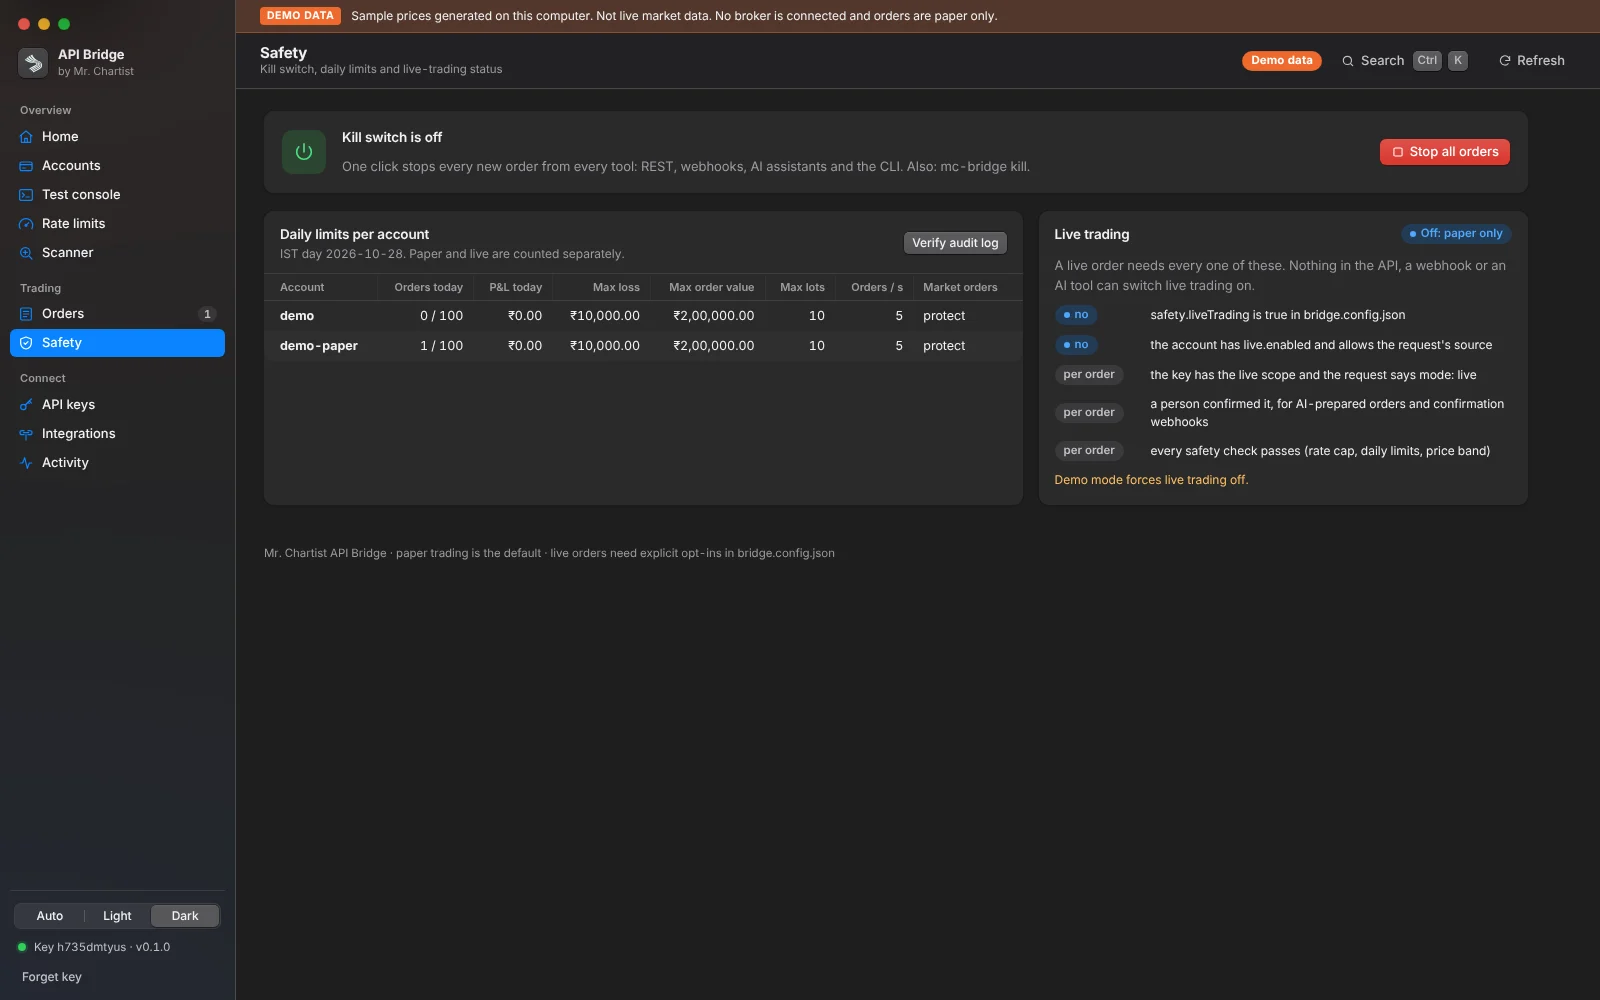 DEMO DATA Sample prices generated on this computer. Not live market data. No broker is connected and orders are paper only.
API Bridge
by Mr. Chartist
Overview
Home
Accounts
Test console
Rate limits
Scanner
Trading
Orders 1
Safety
Connect
API keys
Integrations
Activity
Auto Light Dark
Key h735dmtyus · v0.1.0
Forget key
Safety
Kill switch, daily limits and live-trading status
Demo data Search Ctrl K Refresh
Kill switch is off
One click stops every new order from every tool: REST, webhooks, AI assistants and the CLI. Also: mc-bridge kill.
Stop all orders
Daily limits per account
IST day 2026-10-28. Paper and live are counted separately.
Verify audit log
Account Orders today P&L today Max loss Max order value Max lots Orders / s Market orders
demo 0 / 100 ₹0.00 ₹10,000.00 ₹2,00,000.00 10 5 protect
demo-paper 1 / 100 ₹0.00 ₹10,000.00 ₹2,00,000.00 10 5 protect
Live trading Off: paper only
A live order needs every one of these. Nothing in the API, a webhook or an
AI tool can switch live trading on.
no safety.liveTrading is true in bridge.config.json
no the account has live.enabled and allows the request's source
per order the key has the live scope and the request says mode: live
per order a person confirmed it, for AI-prepared orders and confirmation
webhooks
per order every safety check passes (rate cap, daily limits, price band)
Demo mode forces live trading off.
Mr. Chartist API Bridge · paper trading is the default · live orders need explicit opt-ins in bridge.config.json